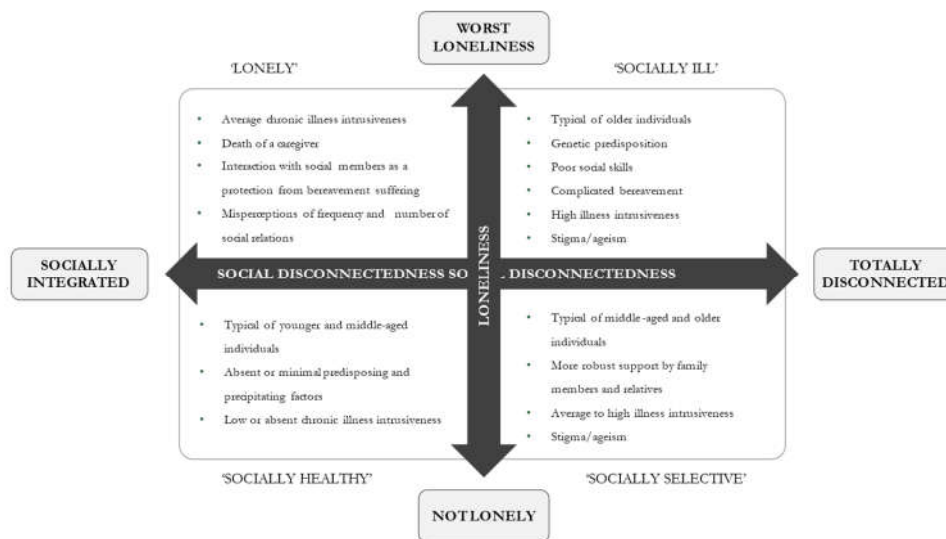 WORST
LONELINESS
'LONELY'
'SOCIALLY ILL'
• Average chronic illness intrusiveness
• Death of a caregiver
• Interaction with social members as a
protection from bereavement suffering
• Misperceptions of frequency and number of
social relations
• Typical of older individuals
• Genetic predisposition
• Poor social skills
• Complicated bereavement
• High illness intrusiveness
• Stigma/ageism
SOCIALLY
INTEGRATED
SOCIAL DISCONNECTEDNESS SO L DISCONNECTEDNESS
LONELINESS
TOTALLY
DISCONNECTED
• Typical of younger and middle-aged
individuals
• Absent or minimal predisposing and
precipitating factors
• Low or absent chronic illness intrusiveness
• Typical of middle-aged and older
individuals
• More robust support by family
members and relatives
• Average to high illness intrusiveness
• Stigma/ageism
'SOCIALLY HEALTHY'
'SOCIALLY SELECTIVE'
NOT LONELY